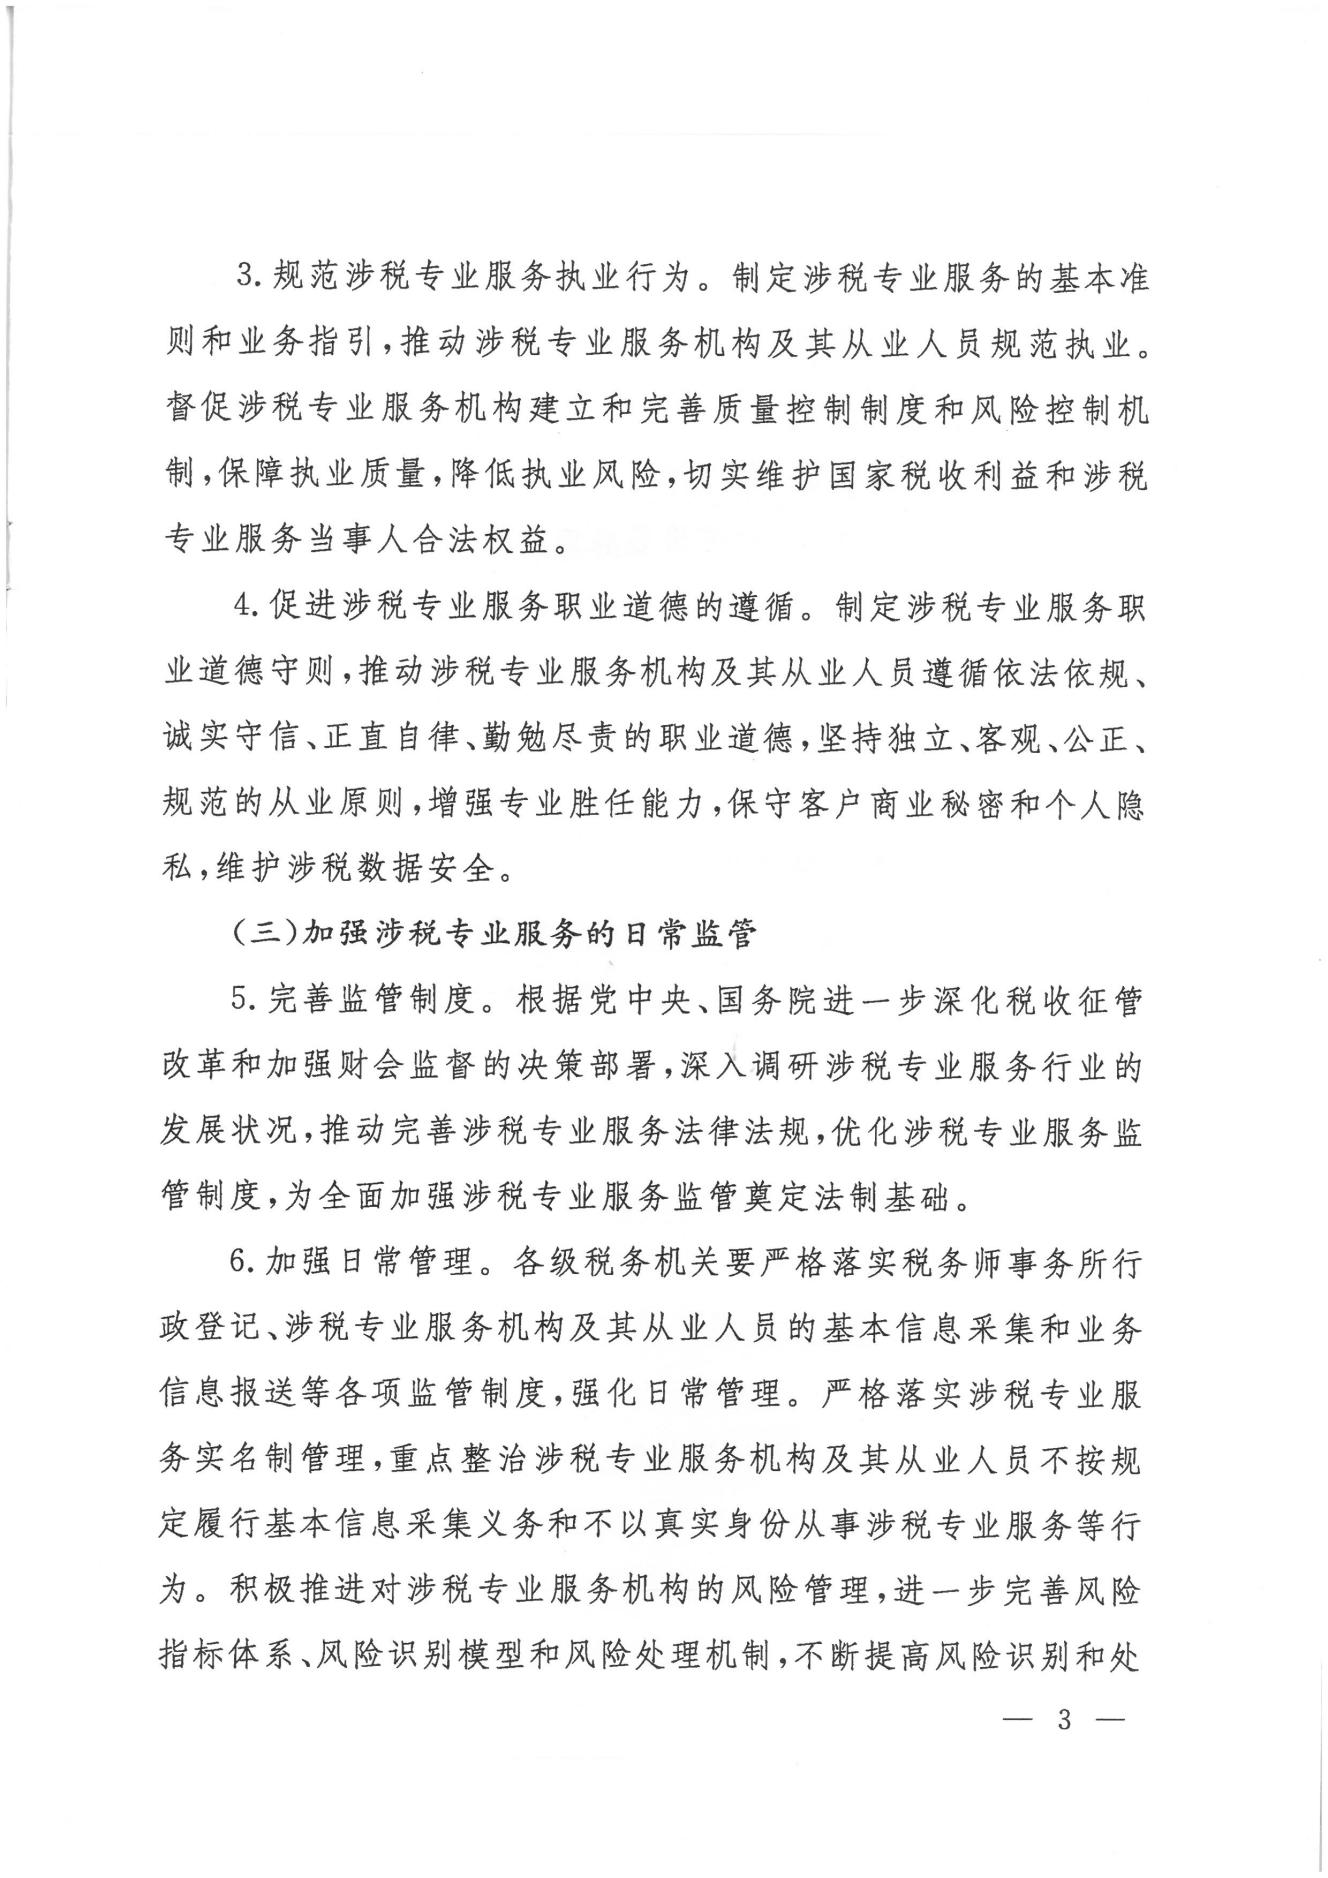 3. 规范涉税专业服务执业行为。制定涉税专业服务的基本准
则和业务指引,推动涉税专业服务机构及其从业人员规范执业。
督促涉税专业服务机构建立和完善质量控制制度和风险控制机
制,保障执业质量,降低执业风险,切实维护国家税收利益和涉税
专业服务当事人合法权益。
4. 促进涉税专业服务职业道德的遵循。制定涉税专业服务职
业道德守则,推动涉税专业服务机构及其从业人员遵循依法依规、
诚实守信、正直自律、勤勉尽责的职业道德,坚持独立、客观、公正、
规范的从业原则,增强专业胜任能力,保守客户商业秘密和个人隐
私,维护涉税数据安全。
(三)加强涉税专业服务的日常监管
5. 完善监管制度。根据党中央、国务院进一步深化税收征管
改革和加强财会监督的决策部署,深入调研涉税专业服务行业的
发展状况,推动完善涉税专业服务法律法规,优化涉税专业服务监
管制度,为全面加强涉税专业服务监管奠定法制基础。
6. 加强日常管理。各级税务机关要严格落实税务师事务所行
政登记、涉税专业服务机构及其从业人员的基本信息采集和业务
信息报送等各项监管制度,强化日常管理。严格落实涉税专业服
务实名制管理,重点整治涉税专业服务机构及其从业人员不按规
定履行基本信息采集义务和不以真实身份从事涉税专业服务等行
为。积极推进对涉税专业服务机构的风险管理,进一步完善风险
指标体系、风险识别模型和风险处理机制,不断提高风险识别和处
— 3 —